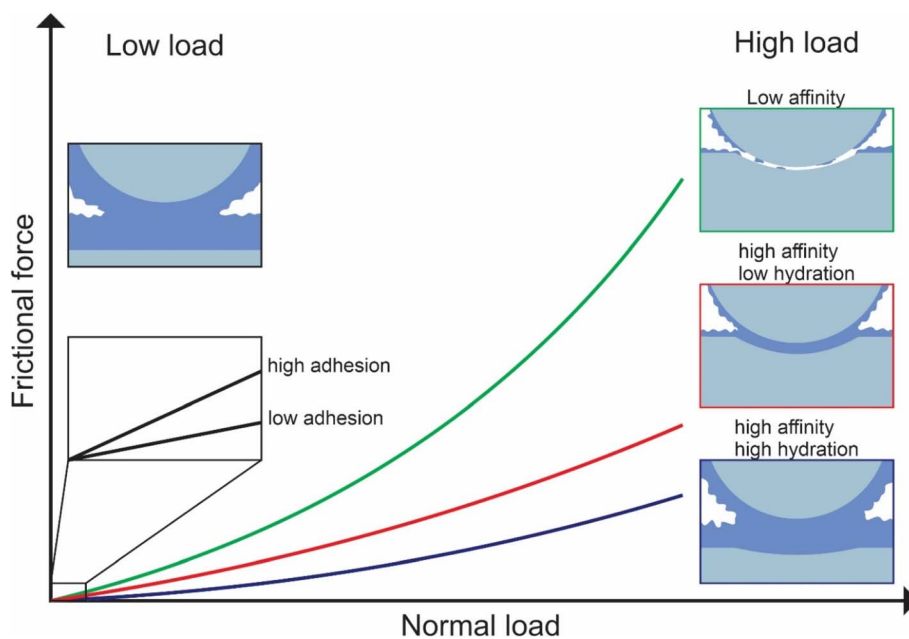 Low load
High load
Low affinity
high affinity
low hydration
high adhesion
low adhesion
high affinity
high hydration
Frictional force
Normal load